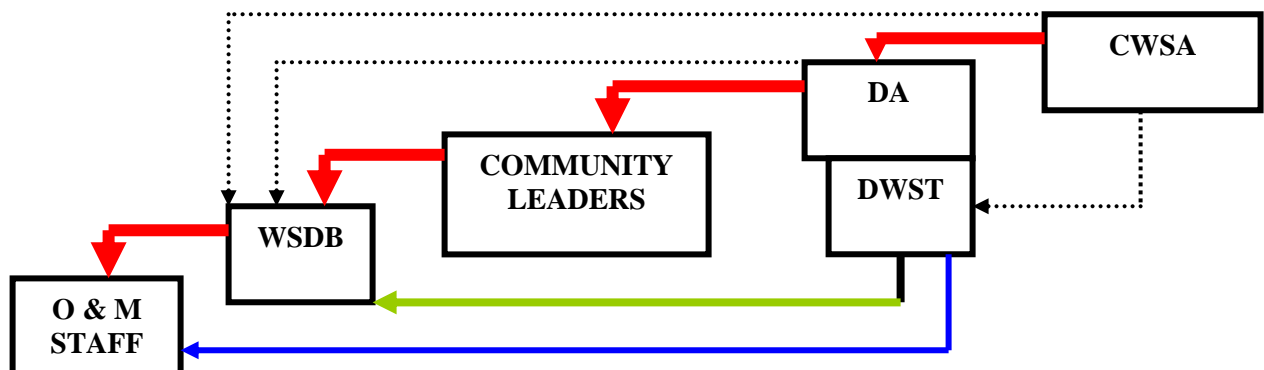 CWSA
DA
COMMUNITY
LEADERS
DWST
WSDB
O & M
STAFF